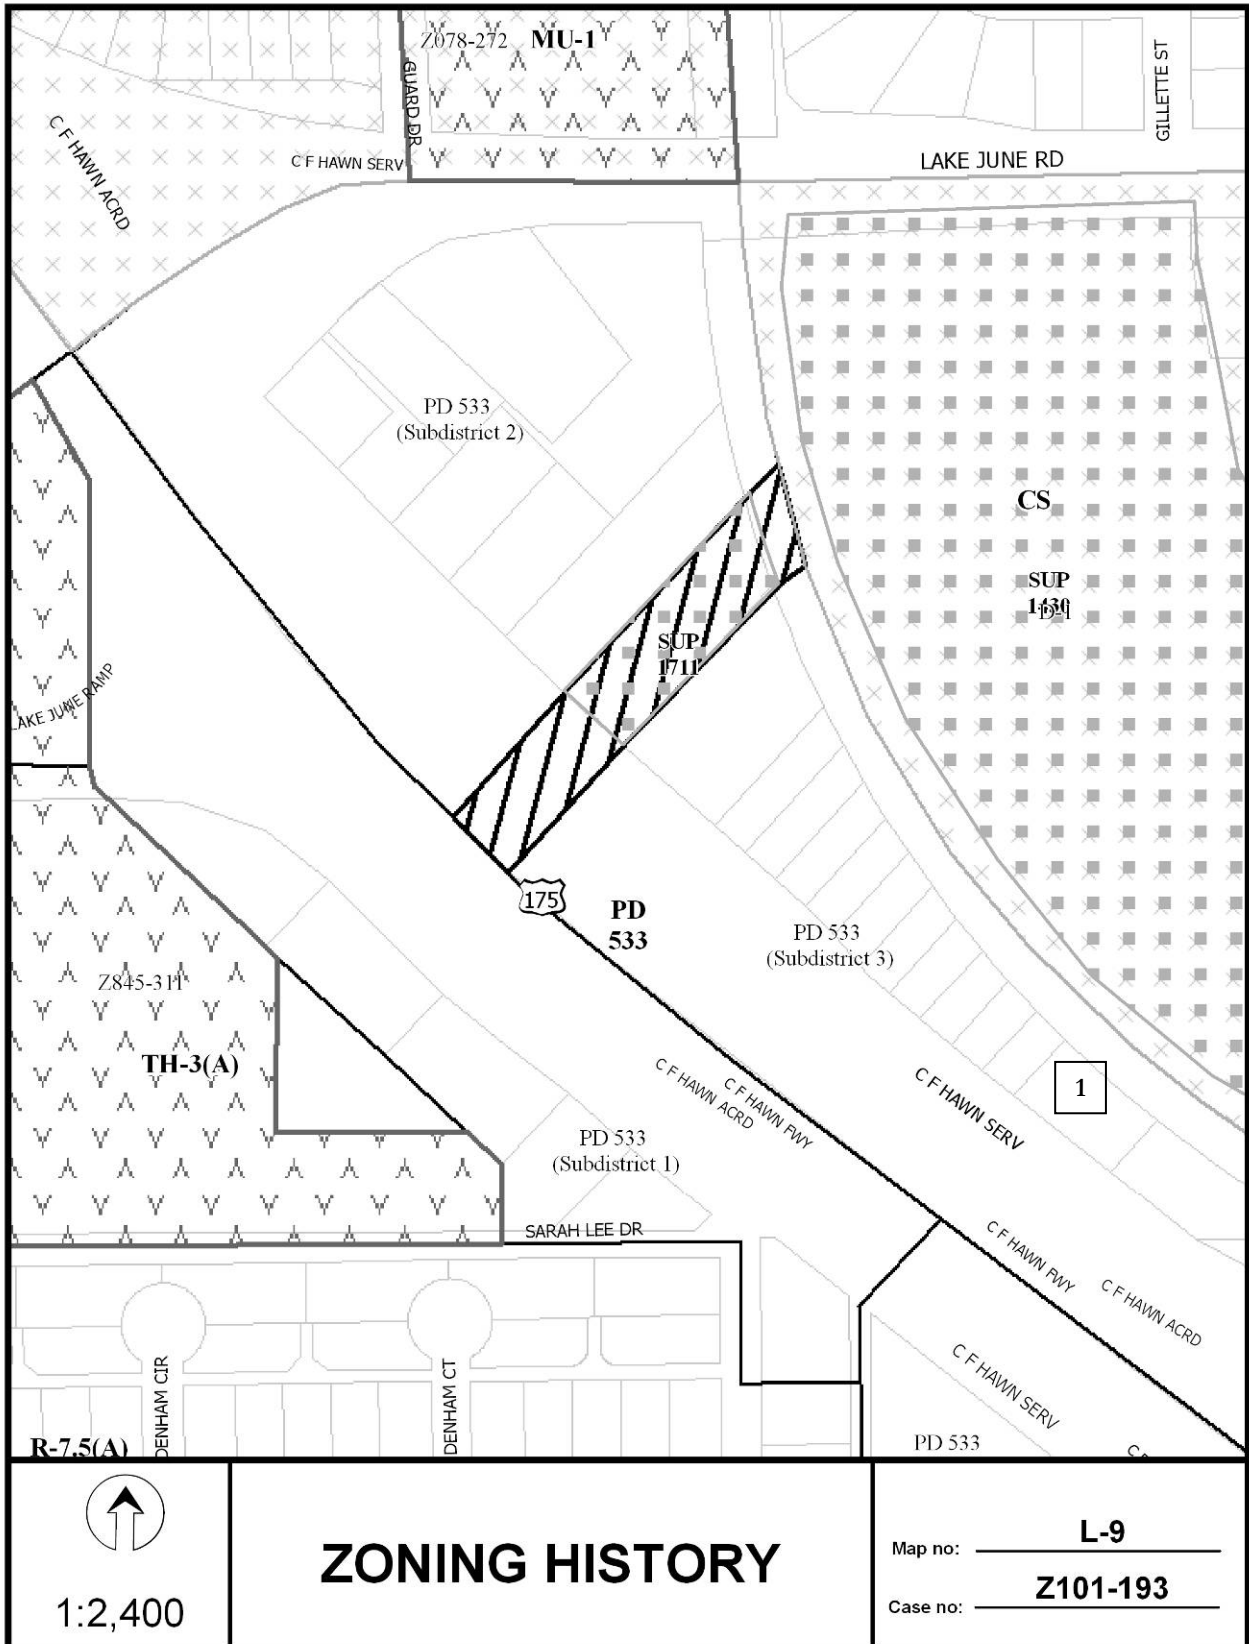 Z078-272 MU-1
GUARD DR
GILLETTE ST
C F HAWN ACRD
C F HAWN SERV
LAKE JUNE RD
PD 533
(Subdistrict 2)
CS
SUP
SUP
1711
LAKE JUNE RAMP
175
PD
533
PD 533
(Subdistrict 3)
Z845-311
TH-3(A)
C F HAWN ACRD
C F HAWN FWY
C F HAWN SERV
1
PD 533
(Subdistrict 1)
SARAH LEE DR
C F HAWN FWY
C F HAWN ACRD
C F HAWN SERV
DENHAM CIR
DENHAM CT
R-7.5(A)
PD 533
1:2,400
ZONING HISTORY
Map no: L-9
Case no: Z101-193